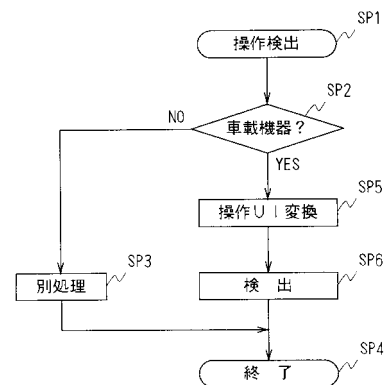 SP1
操作検出
SP2
車載機器?
NO
YES
SP5
操作UI変換
SP3
別処理
SP6
検 出
SP4
終 了